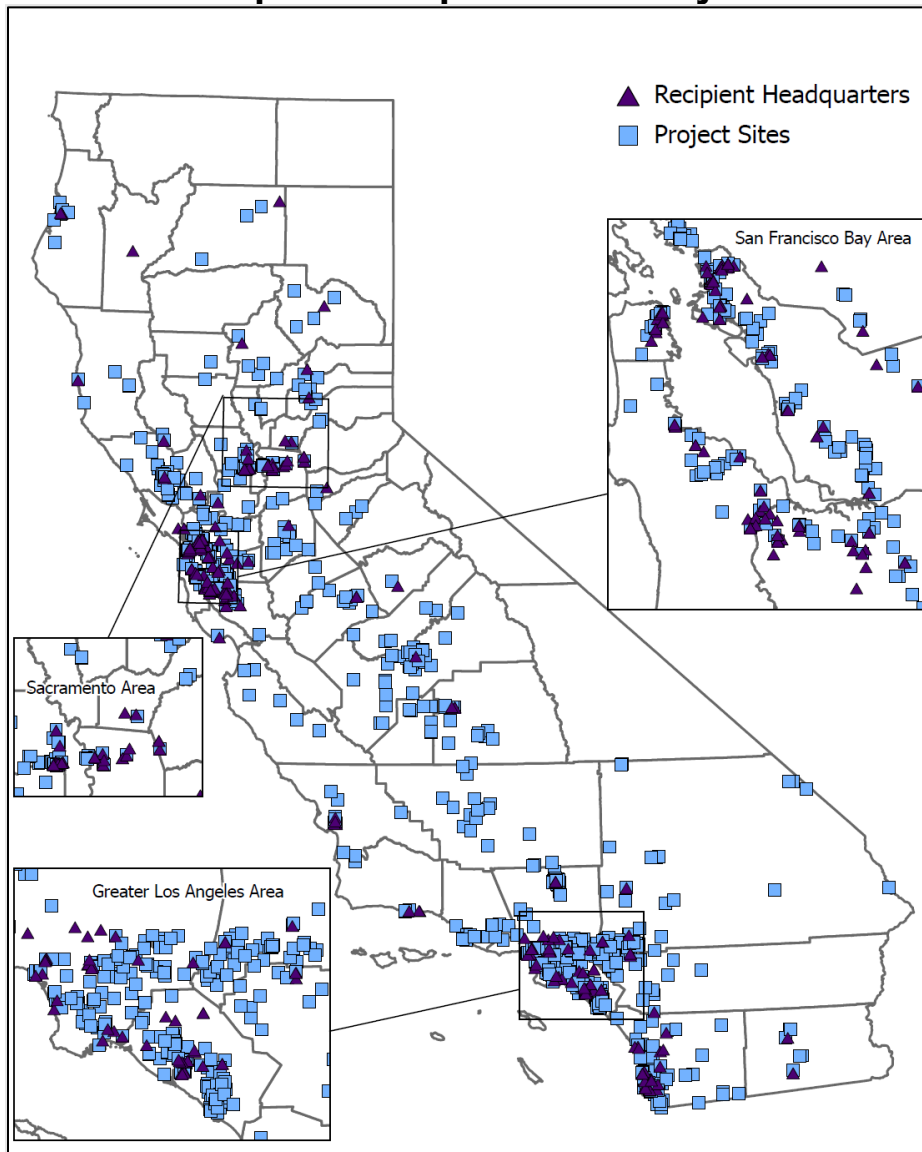 Recipient Headquarters
Project Sites
San Francisco Bay Area
Sacramento Area
Greater Los Angeles Area